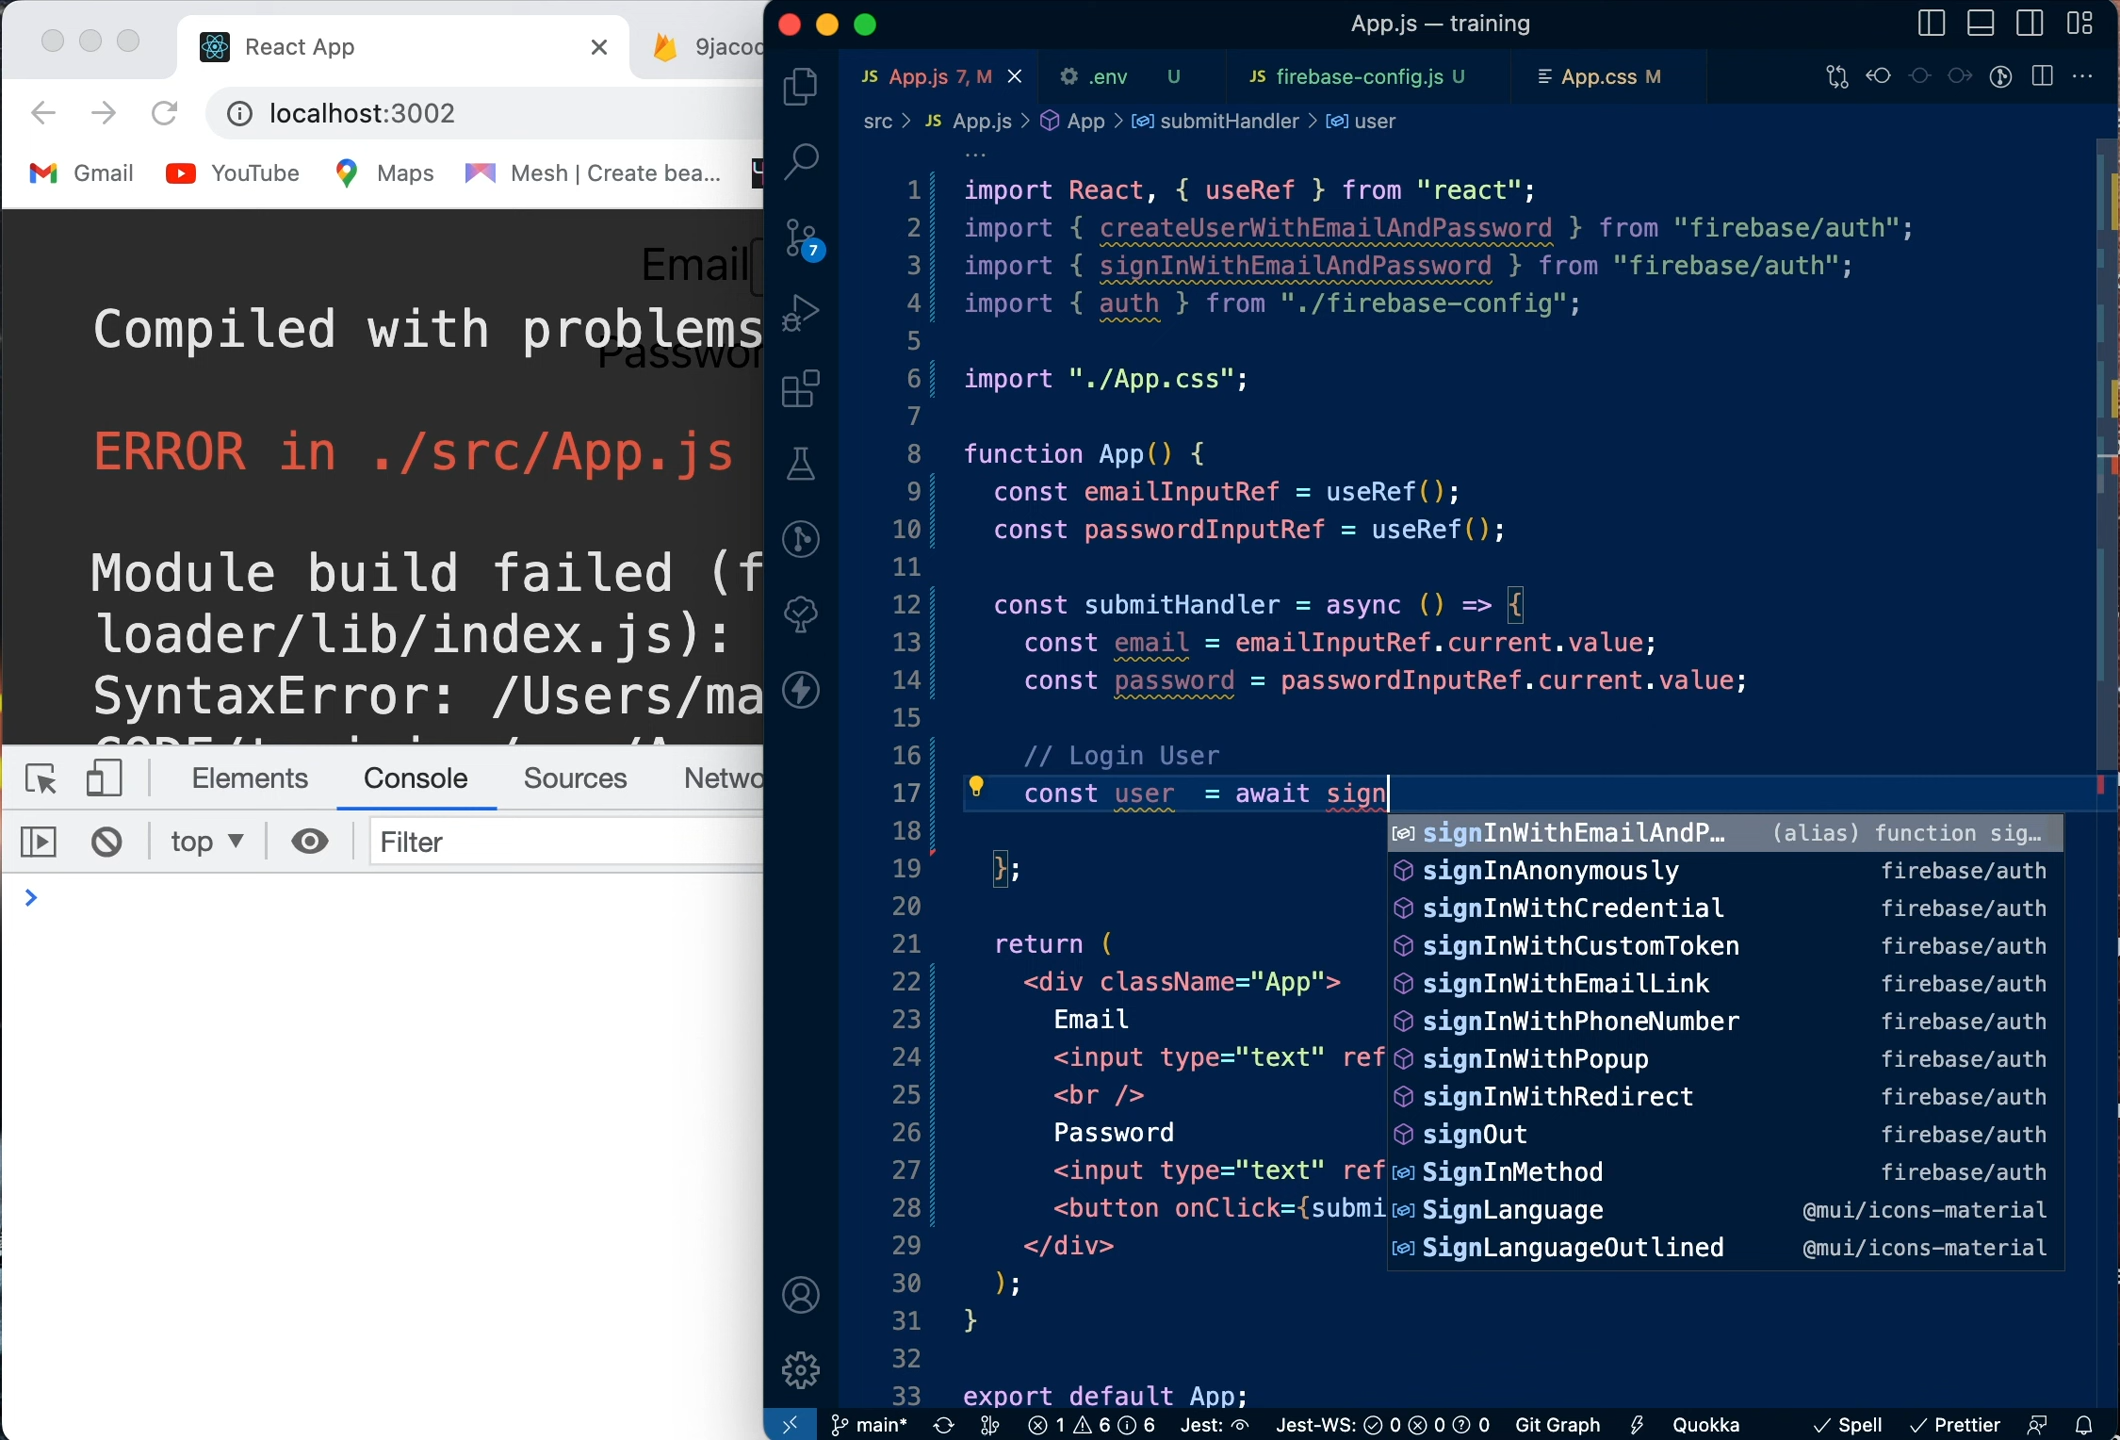 React App
9jacod
localhost:3002
Gmail
YouTube
Maps
Mesh | Create bea...
Email
Compiled with problems
Passwor
ERROR in ./src/App.js
Module build failed (f
loader/lib/index.js):
SyntaxError: /Users/ma
Elements
Console
Sources
Netwo
top
Filter
App.js — training
JS App.js 7, M
.env U
JS firebase-config.js U
App.css M
src > JS App.js > App > submitHandler > user
...
7
1 import React, { useRef } from "react";
2 import { createUserWithEmailAndPassword } from "firebase/auth";
3 import { signInWithEmailAndPassword } from "firebase/auth";
4 import { auth } from "./firebase-config";
5
6 import "./App.css";
7
8 function App() {
9 const emailInputRef = useRef();
10 const passwordInputRef = useRef();
11
12 const submitHandler = async () => {
13 const email = emailInputRef.current.value;
14 const password = passwordInputRef.current.value;
15
16 // Login User
17 const user  = await sign
18
19 };
20
21 return (
22 <div className="App">
23 Email
24 <input type="text" ref
25 <br />
26 Password
27 <input type="text" ref
28 <button onClick={submi
29 </div>
30 );
31 }
32
33 export default App;
signInWithEmailAndP… (alias) function sig…
signInAnonymously firebase/auth
signInWithCredential firebase/auth
signInWithCustomToken firebase/auth
signInWithEmailLink firebase/auth
signInWithPhoneNumber firebase/auth
signInWithPopup firebase/auth
signInWithRedirect firebase/auth
signOut firebase/auth
SignInMethod firebase/auth
SignLanguage @mui/icons-material
SignLanguageOutlined @mui/icons-material
main* 1 6 6 Jest: Jest-WS: 0 0 0 Git Graph Quokka Spell Prettier